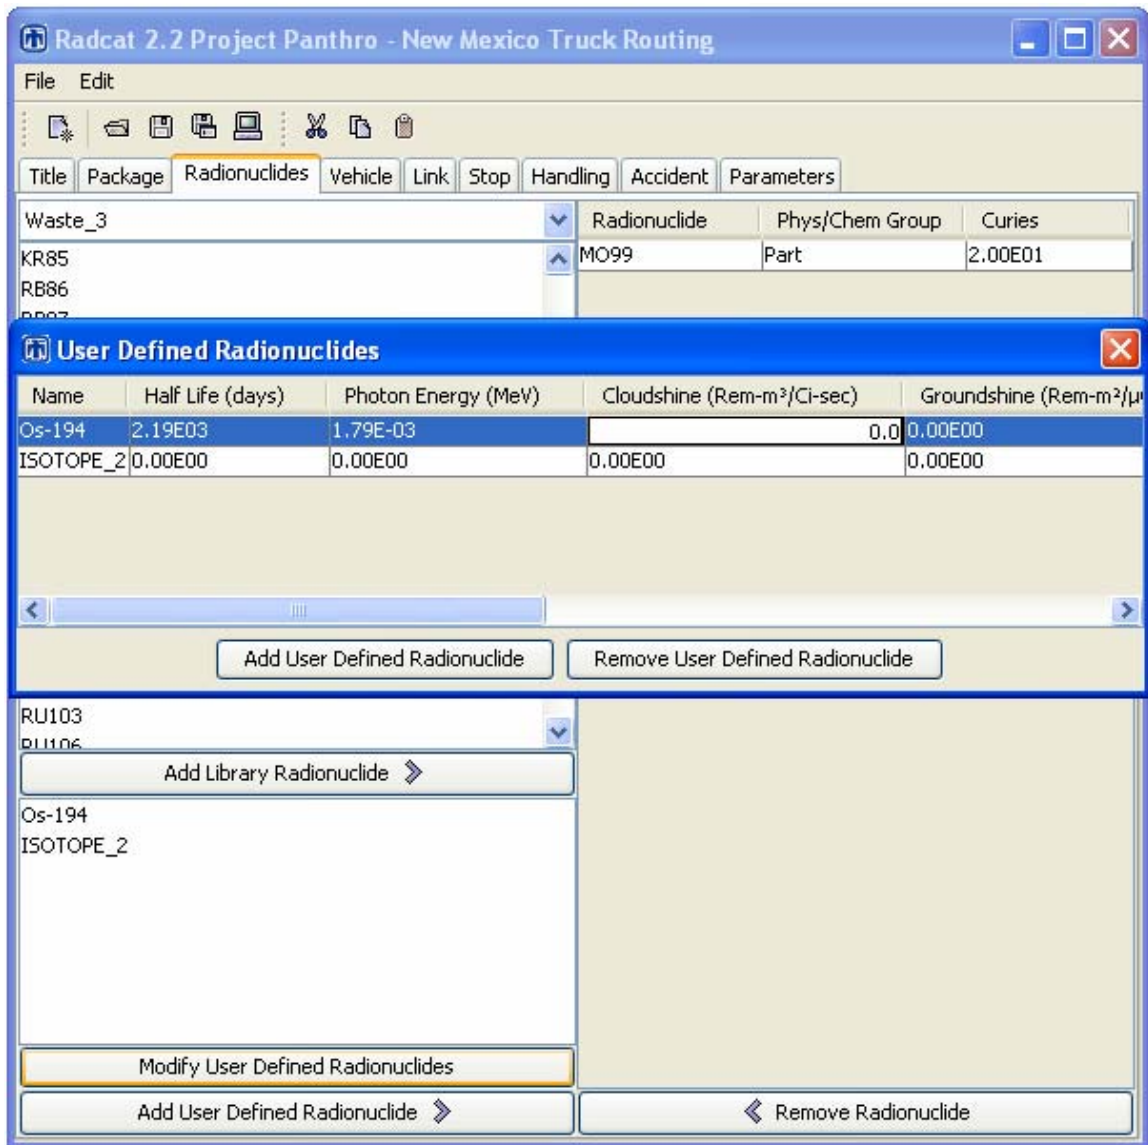 Radcat 2.2 Project Panthro - New Mexico Truck Routing
File Edit
Title Package Radionuclides Vehicle Link Stop Handling Accident Parameters
Waste_3 Radionuclide Phys/Chem Group Curies
KR85 MO99 Part 2.00E01
RB86
User Defined Radionuclides
Name Half Life (days) Photon Energy (MeV) Cloudshine (Rem-m³/Ci-sec) Groundshine (Rem-m²/μ
Os-194 2.19E03 1.79E-03 0.0 0.00E00
ISOTOPE_2 0.00E00 0.00E00 0.00E00 0.00E00
Add User Defined Radionuclide Remove User Defined Radionuclide
RU103
RU106
Add Library Radionuclide
Os-194
ISOTOPE_2
Modify User Defined Radionuclides
Add User Defined Radionuclide Remove Radionuclide